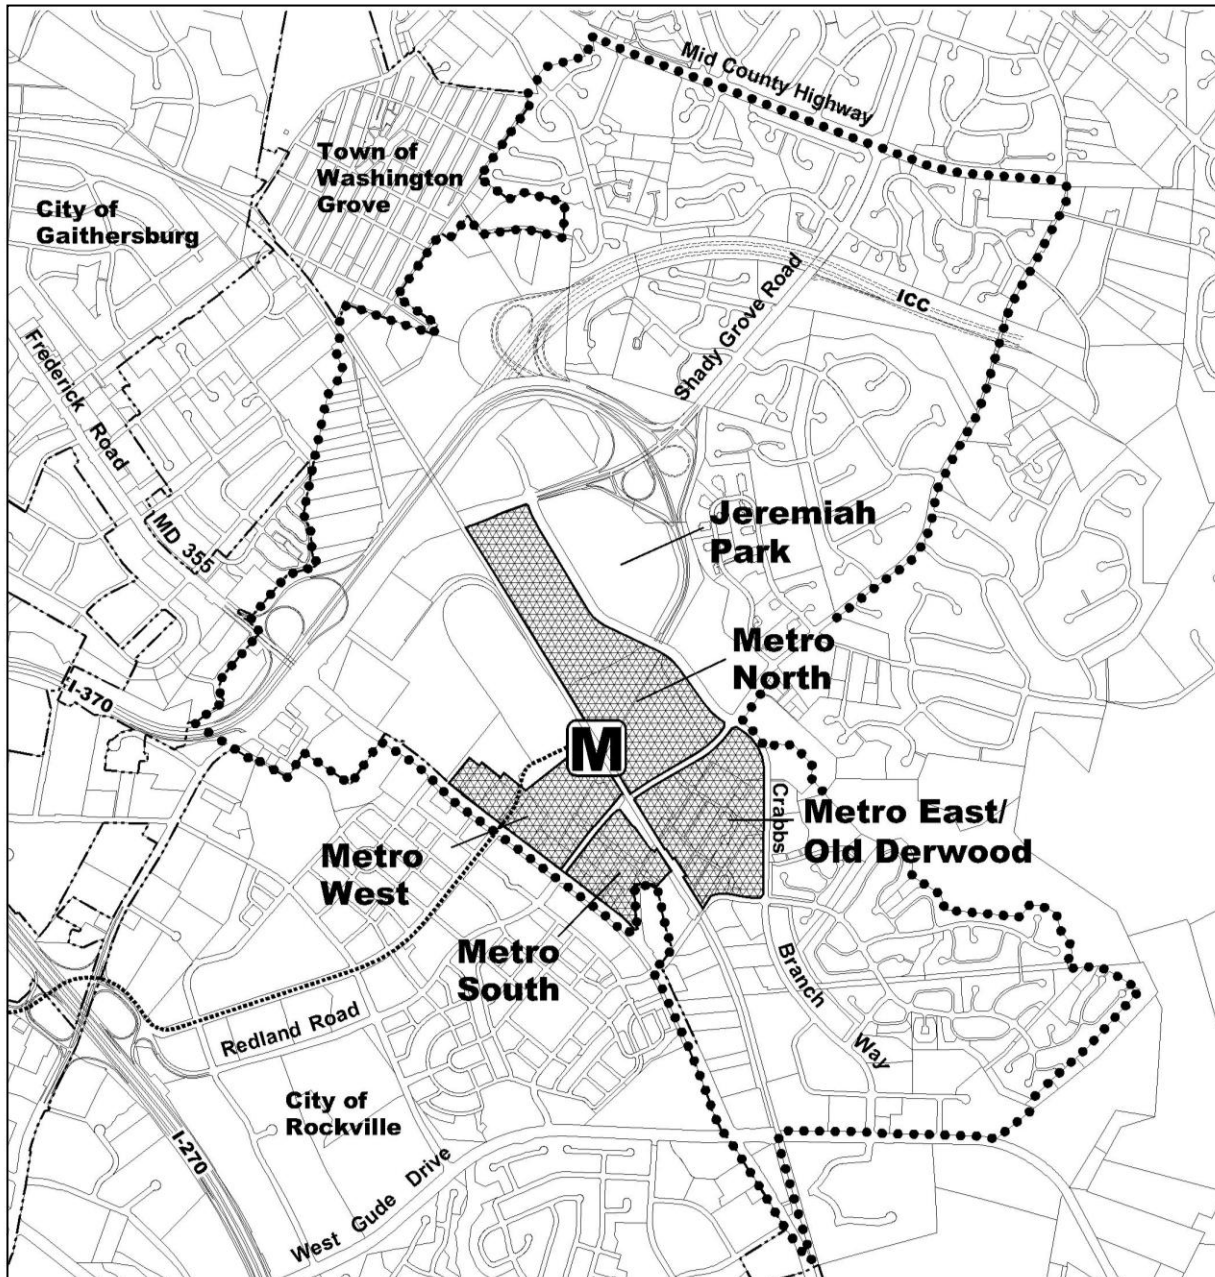 Mid County Highway
Town of
Washington
Grove
City of
Gaithersburg
ICC
Shady Grove Road
Frederick Road
MD 355
Jeremiah
Park
Metro
North
I-370
M
Crabbs
Metro East/
Old Derwood
Metro
West
Metro
South
Branch
Way
Redland Road
City of
Rockville
I-270
West Gude Drive